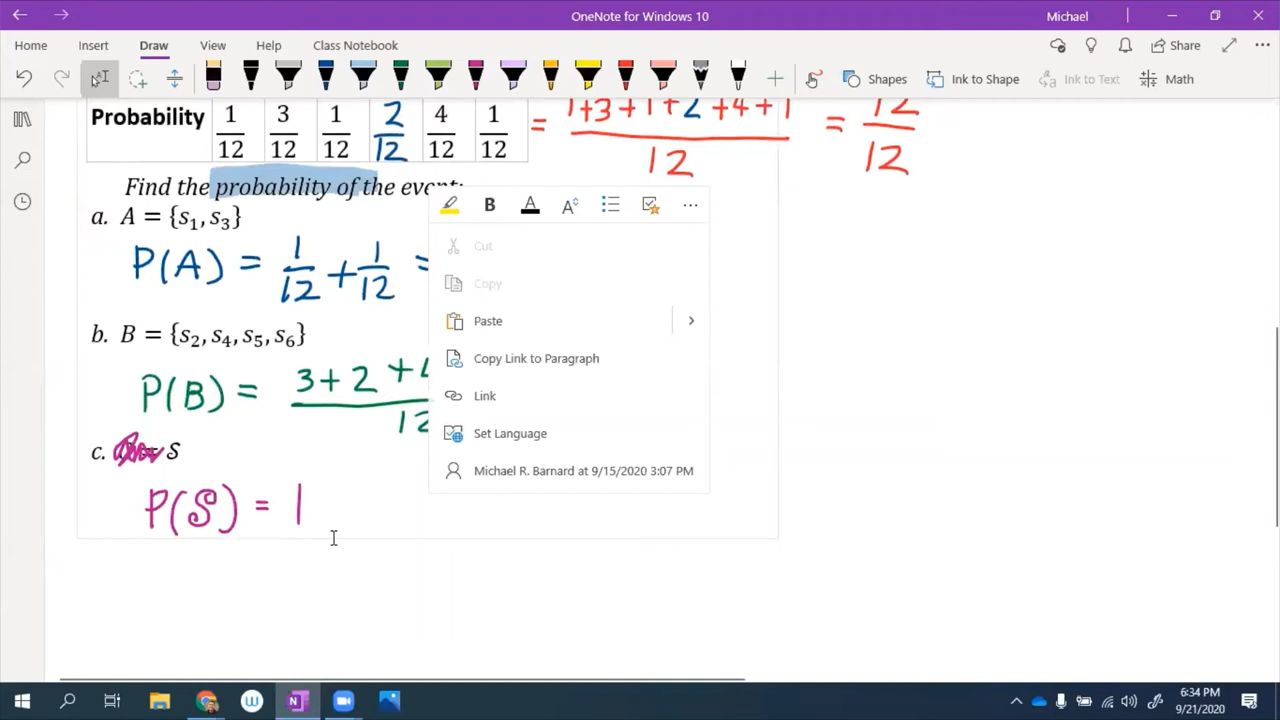 OneNote for Windows 10
Michael
Home Insert Draw View Help Class Notebook
Share
Shapes Link to Shape Ink to Text Math
Probability 1/12 3/12 1/12 2/12 4/12 1/12 = 1+3+1+2+4+1/12 = 12/12
Find the probability of the event:
a. A = {s₁, s₃}
P(A) = 1/12 + 1/12 =
b. B = {s₂, s₄, s₅, s₆}
P(B) = 3+2+4/12
c. S
P(S) = 1
B A A
Cut
Copy
Paste
Copy Link to Paragraph
Link
Set Language
Michael R. Barnard at 9/15/2020 3:07 PM
6:34 PM
9/21/2020